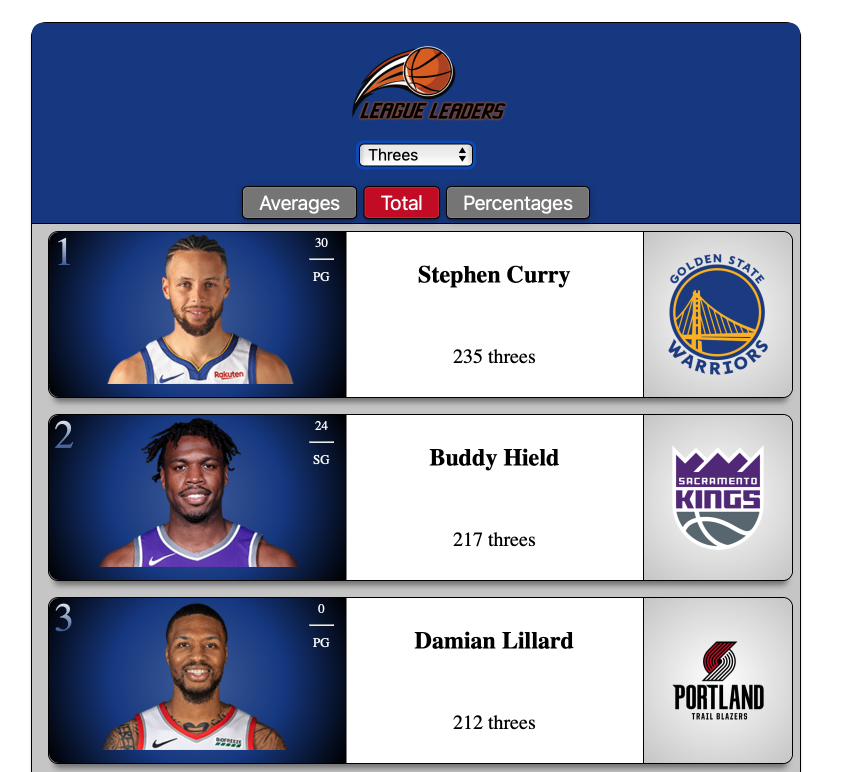 LEAGUE LEADERS
Threes
Averages Total Percentages
1
30
PG
Stephen Curry
235 threes
Rakuten
GOLDEN STATE
WARRIORS
2
24
SG
Buddy Hield
217 threes
SACRAMENTO
KINGS
3
0
PG
Damian Lillard
212 threes
BIOFREEZE
PORTLAND
TRAIL BLAZERS